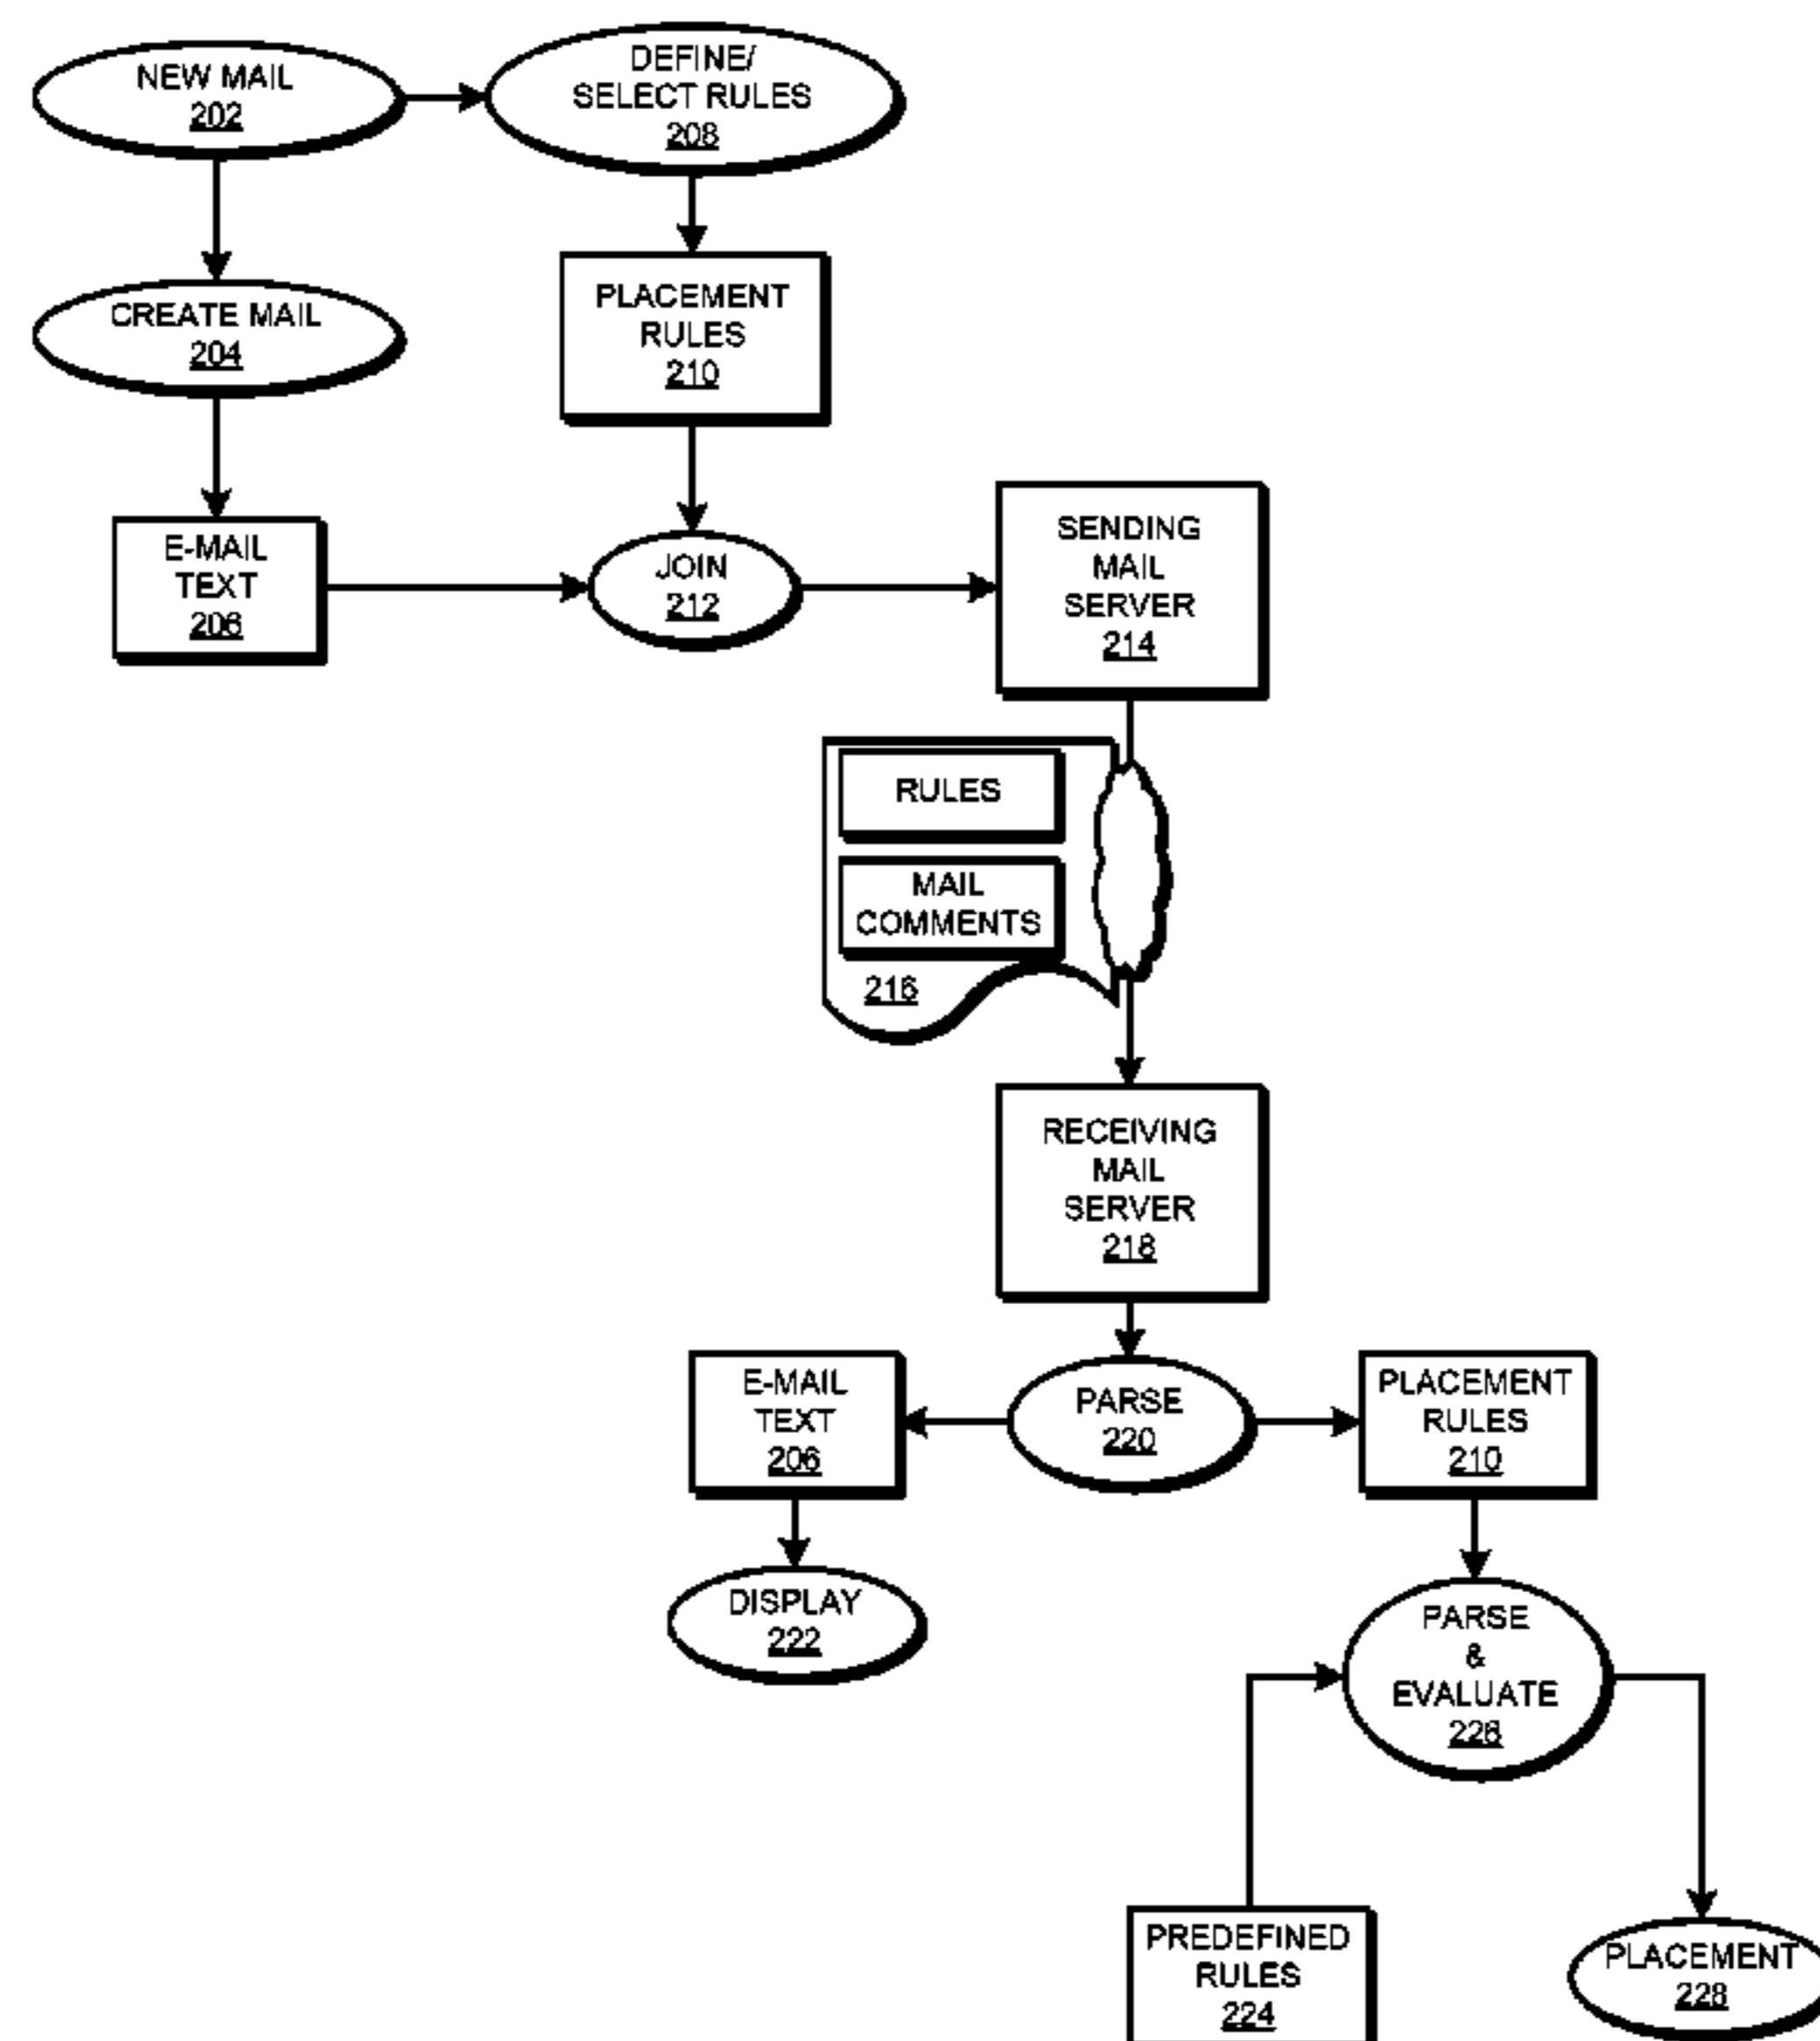 NEW MAIL
202
DEFINE/
SELECT RULES
208
CREATE MAIL
204
PLACEMENT
RULES
210
E-MAIL
TEXT
206
JOIN
212
SENDING
MAIL
SERVER
214
RULES
MAIL
COMMENTS
216
RECEIVING
MAIL
SERVER
218
E-MAIL
TEXT
206
PARSE
220
PLACEMENT
RULES
210
DISPLAY
222
PARSE
&
EVALUATE
226
PREDEFINED
RULES
224
PLACEMENT
228